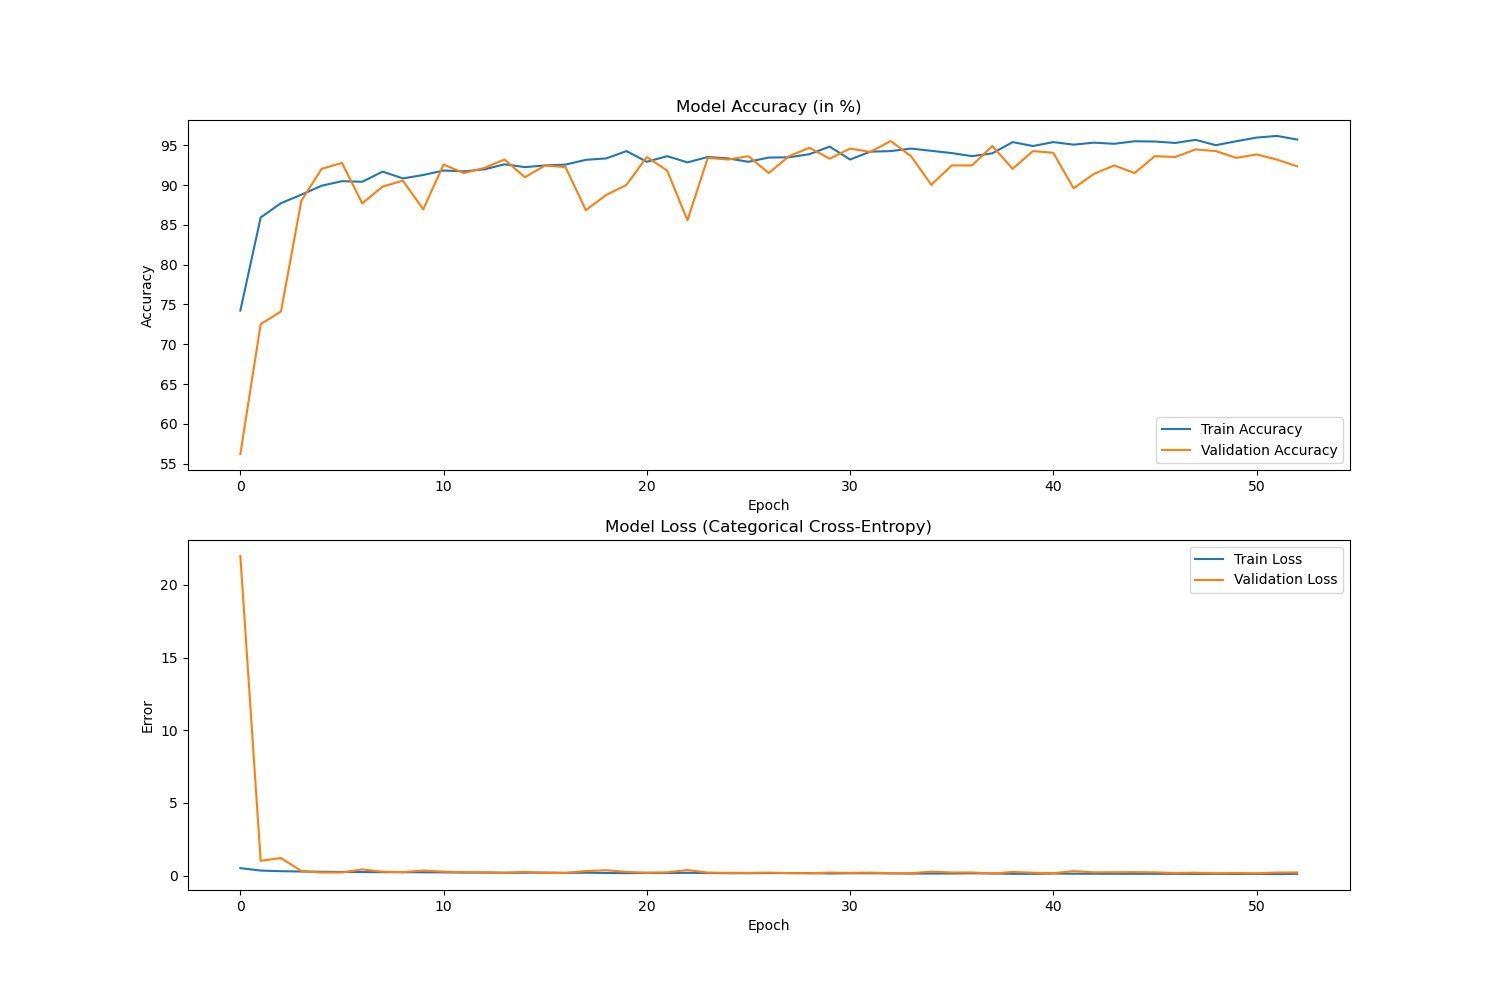 Model Accuracy (in %)
Accuracy
95
90
85
80
75
70
65
60
55
Train Accuracy
Validation Accuracy
0 10 20 30 40 50
Epoch
Model Loss (Categorical Cross-Entropy)
Error
20
15
10
5
0
Train Loss
Validation Loss
0 10 20 30 40 50
Epoch